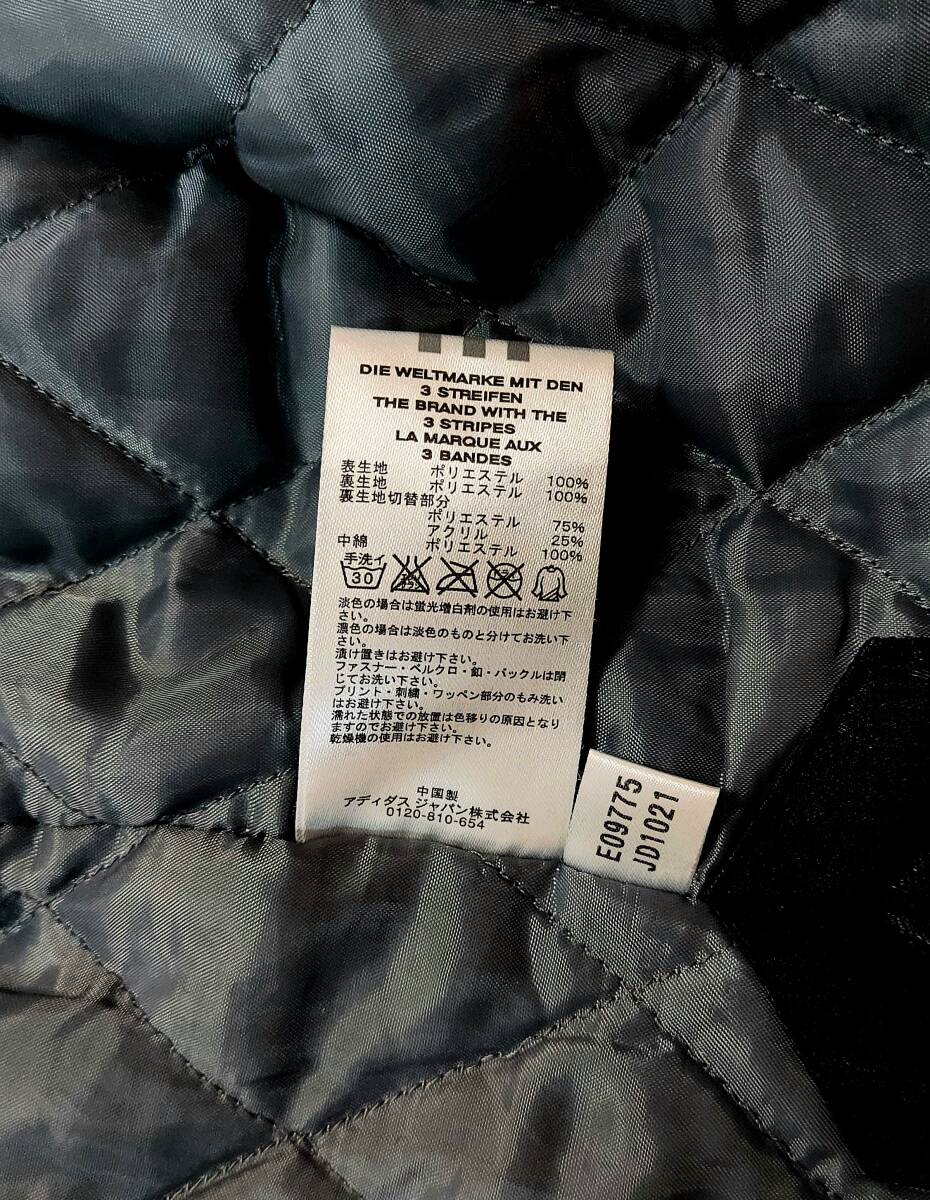 DIE WELTMARKE MIT DEN
3 STREIFEN
THE BRAND WITH THE
3 STRIPES
LA MARQUE AUX
3 BANDES
表生地 ポリエステル 100%
裏生地 ポリエステル 100%
裏生地切替部分
ポリエステル 75%
アクリル 25%
中綿 ポリエステル 100%
手洗イ
30
淡色の場合は蛍光増白剤の使用はお避け下
さい。
濃色の場合は淡色のものと分けてお洗い下
さい。
漬け置きはお避け下さい。
ファスナー・ベルクロ・釦・バックルは閉
じてお洗い下さい。
プリント・刺繍・ワッペン部分のもみ洗い
はお避け下さい。
濡れた状態での放置は色移りの原因となり
ますのでお避け下さい。
乾燥機の使用はお避け下さい。
中国製
アディダス ジャパン株式会社
0120-810-654
E09775
JD1021